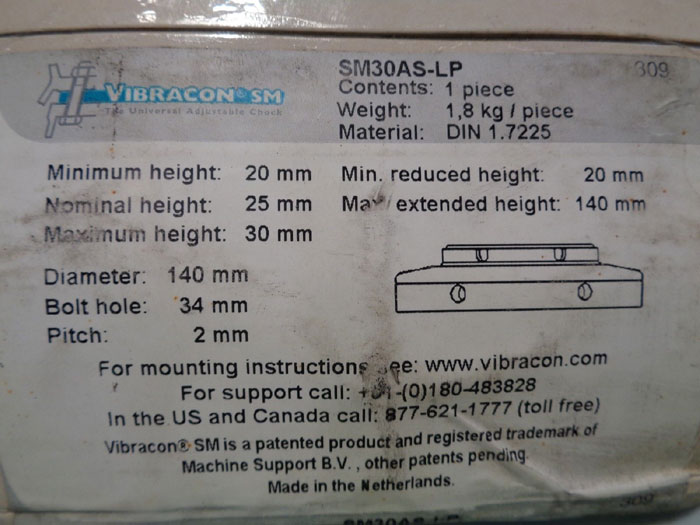 VIBRACON® SM
The Universal Adjustable Chock
SM30AS-LP
309
Contents: 1 piece
Weight: 1,8 kg / piece
Material: DIN 1.7225
Minimum height: 20 mm
Nominal height: 25 mm
Maximum height: 30 mm
Min. reduced height: 20 mm
Max extended height: 140 mm
Diameter: 140 mm
Bolt hole: 34 mm
Pitch: 2 mm
For mounting instructions see: www.vibracon.com
For support call: +31-(0)180-483828
In the US and Canada call: 877-621-1777 (toll free)
Vibracon® SM is a patented product and registered trademark of
Machine Support B.V. , other patents pending.
Made in the Netherlands.
309
SM30AS-LP